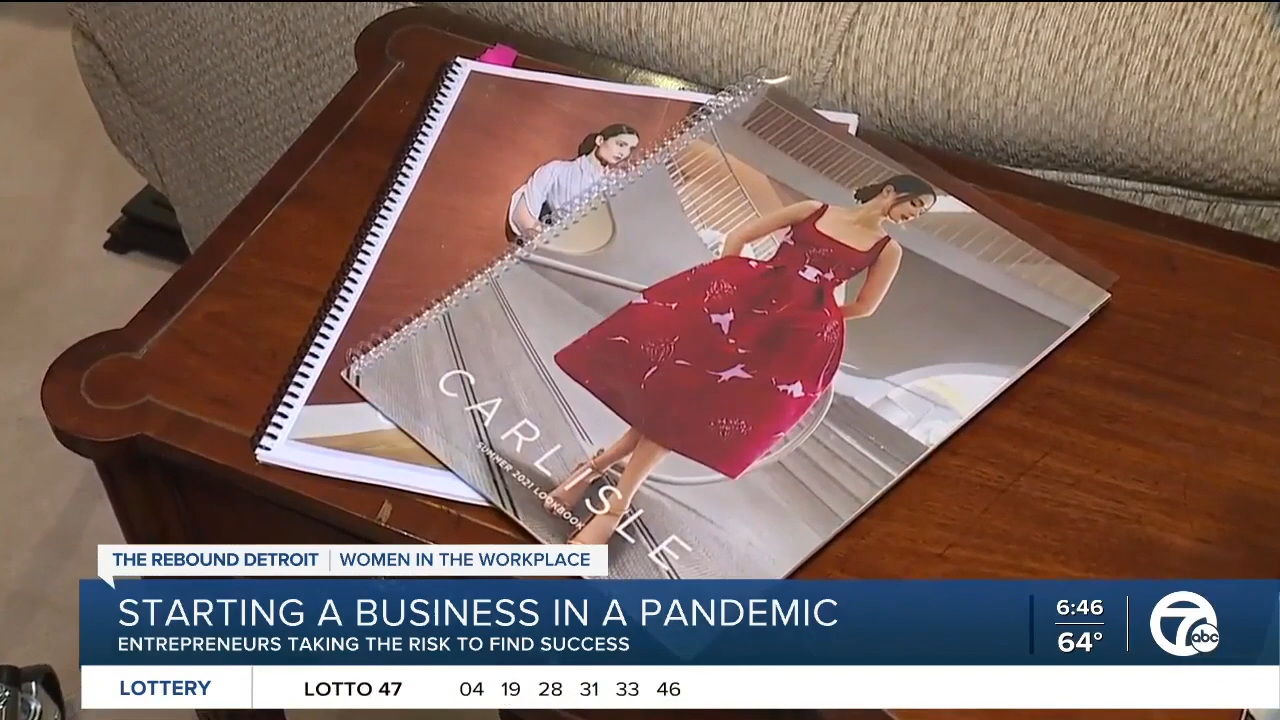 CARLISLE
SUMMER 2021 LOOKBOOK
THE REBOUND DETROIT | WOMEN IN THE WORKPLACE
STARTING A BUSINESS IN A PANDEMIC
ENTREPRENEURS TAKING THE RISK TO FIND SUCCESS
6:46
64°
7 abc
LOTTERY
LOTTO 47 04 19 28 31 33 46